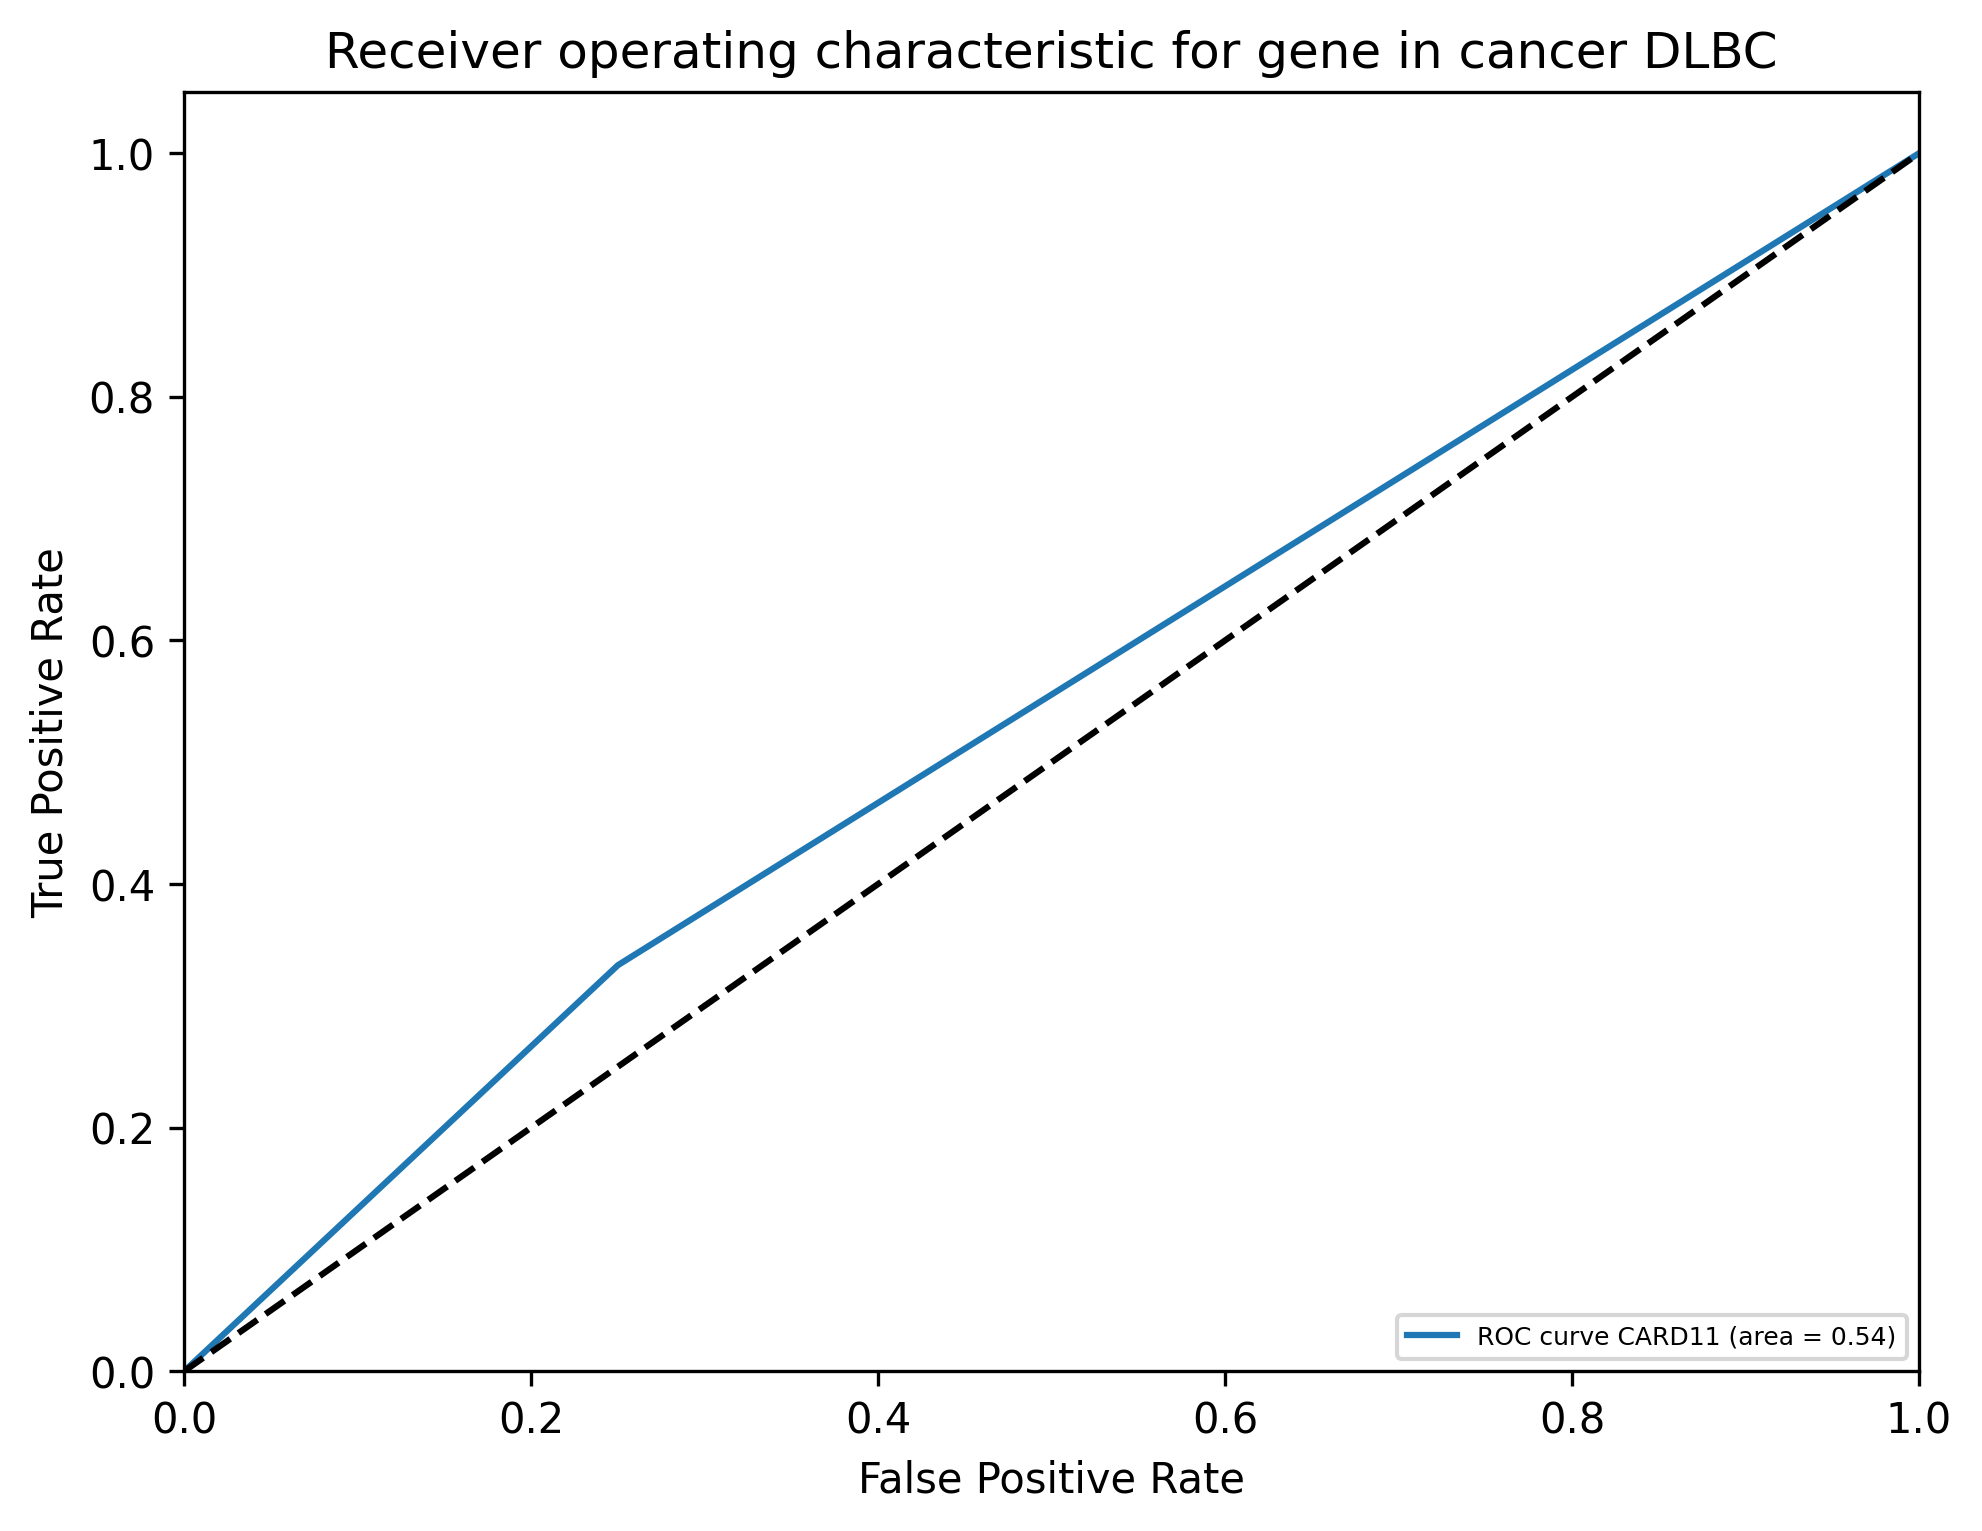 Receiver operating characteristic for gene in cancer DLBC
1.0
0.8
0.6
0.4
0.2
0.0
True Positive Rate
ROC curve CARD11 (area = 0.54)
0.0 0.2 0.4 0.6 0.8 1.0
False Positive Rate